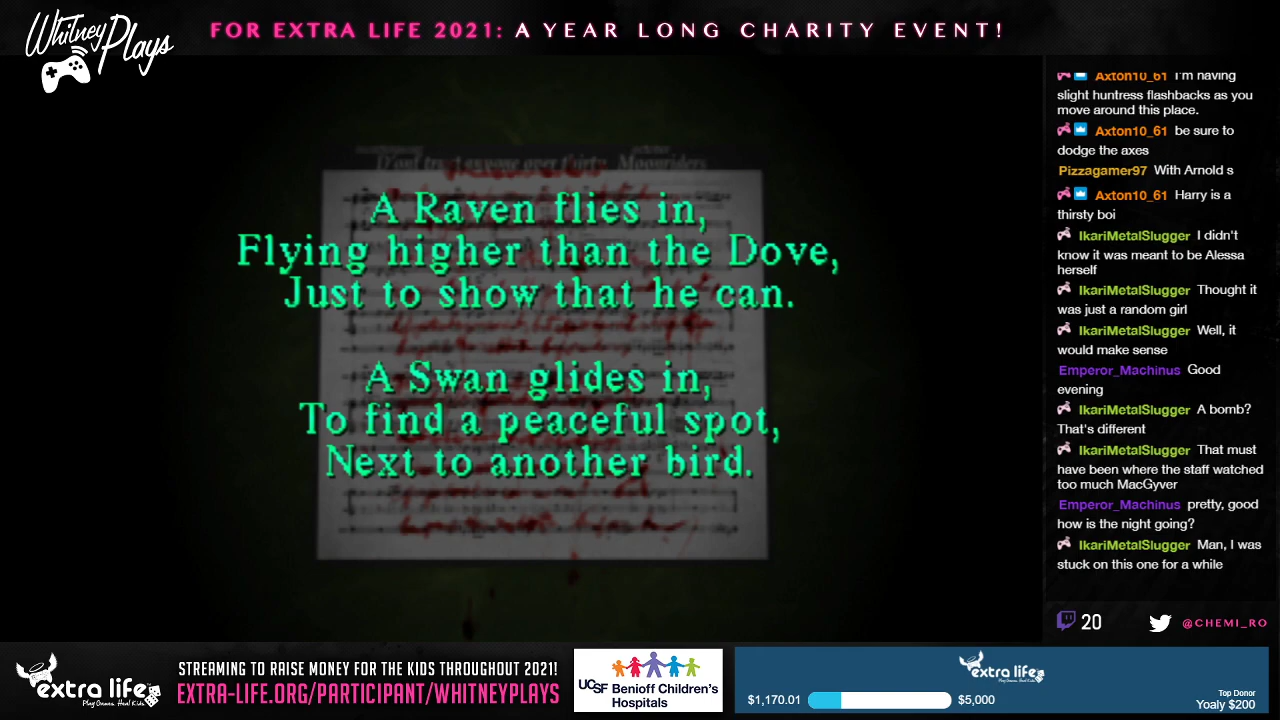 Whitney Plays
FOR EXTRA LIFE 2021: A YEAR LONG CHARITY EVENT!
A Raven flies in,
Flying higher than the Dove,
Just to show that he can.
A Swan glides in,
To find a peaceful spot,
Next to another bird.
Axton10_61 I'm having
slight huntress flashbacks as you
move around this place.
Axton10_61 be sure to
dodge the axes
Pizzagamer97 With Arnold s
Axton10_61 Harry is a
thirsty boi
IkariMetalSlugger I didn't
know it was meant to be Alessa
herself
IkariMetalSlugger Thought it
was just a random girl
IkariMetalSlugger Well, it
would make sense
Emperor_Machinus Good
evening
IkariMetalSlugger A bomb?
That's different
IkariMetalSlugger That must
have been where the staff watched
too much MacGyver
Emperor_Machinus pretty, good
how is the night going?
IkariMetalSlugger Man, I was
stuck on this one for a while
20
@CHEMI_RO
extra life
Play Games. Heal Kids.
STREAMING TO RAISE MONEY FOR THE KIDS THROUGHOUT 2021!
EXTRA-LIFE.ORG/PARTICIPANT/WHITNEYPLAYS
UCSF Benioff Children's
Hospitals
extra life
$1,170.01
$5,000
Top Donor
Yoaly $200